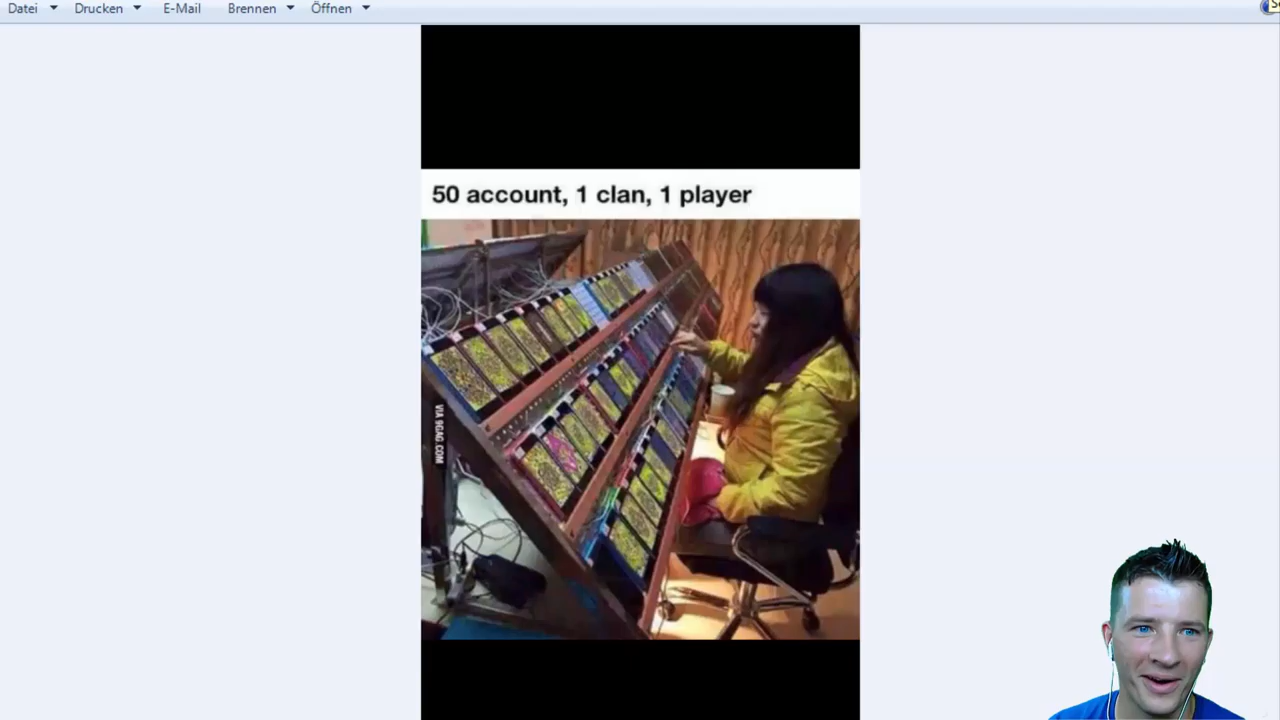 Datei Drucken E-Mail Brennen Öffnen
50 account, 1 clan, 1 player
VIA 9GAG.COM